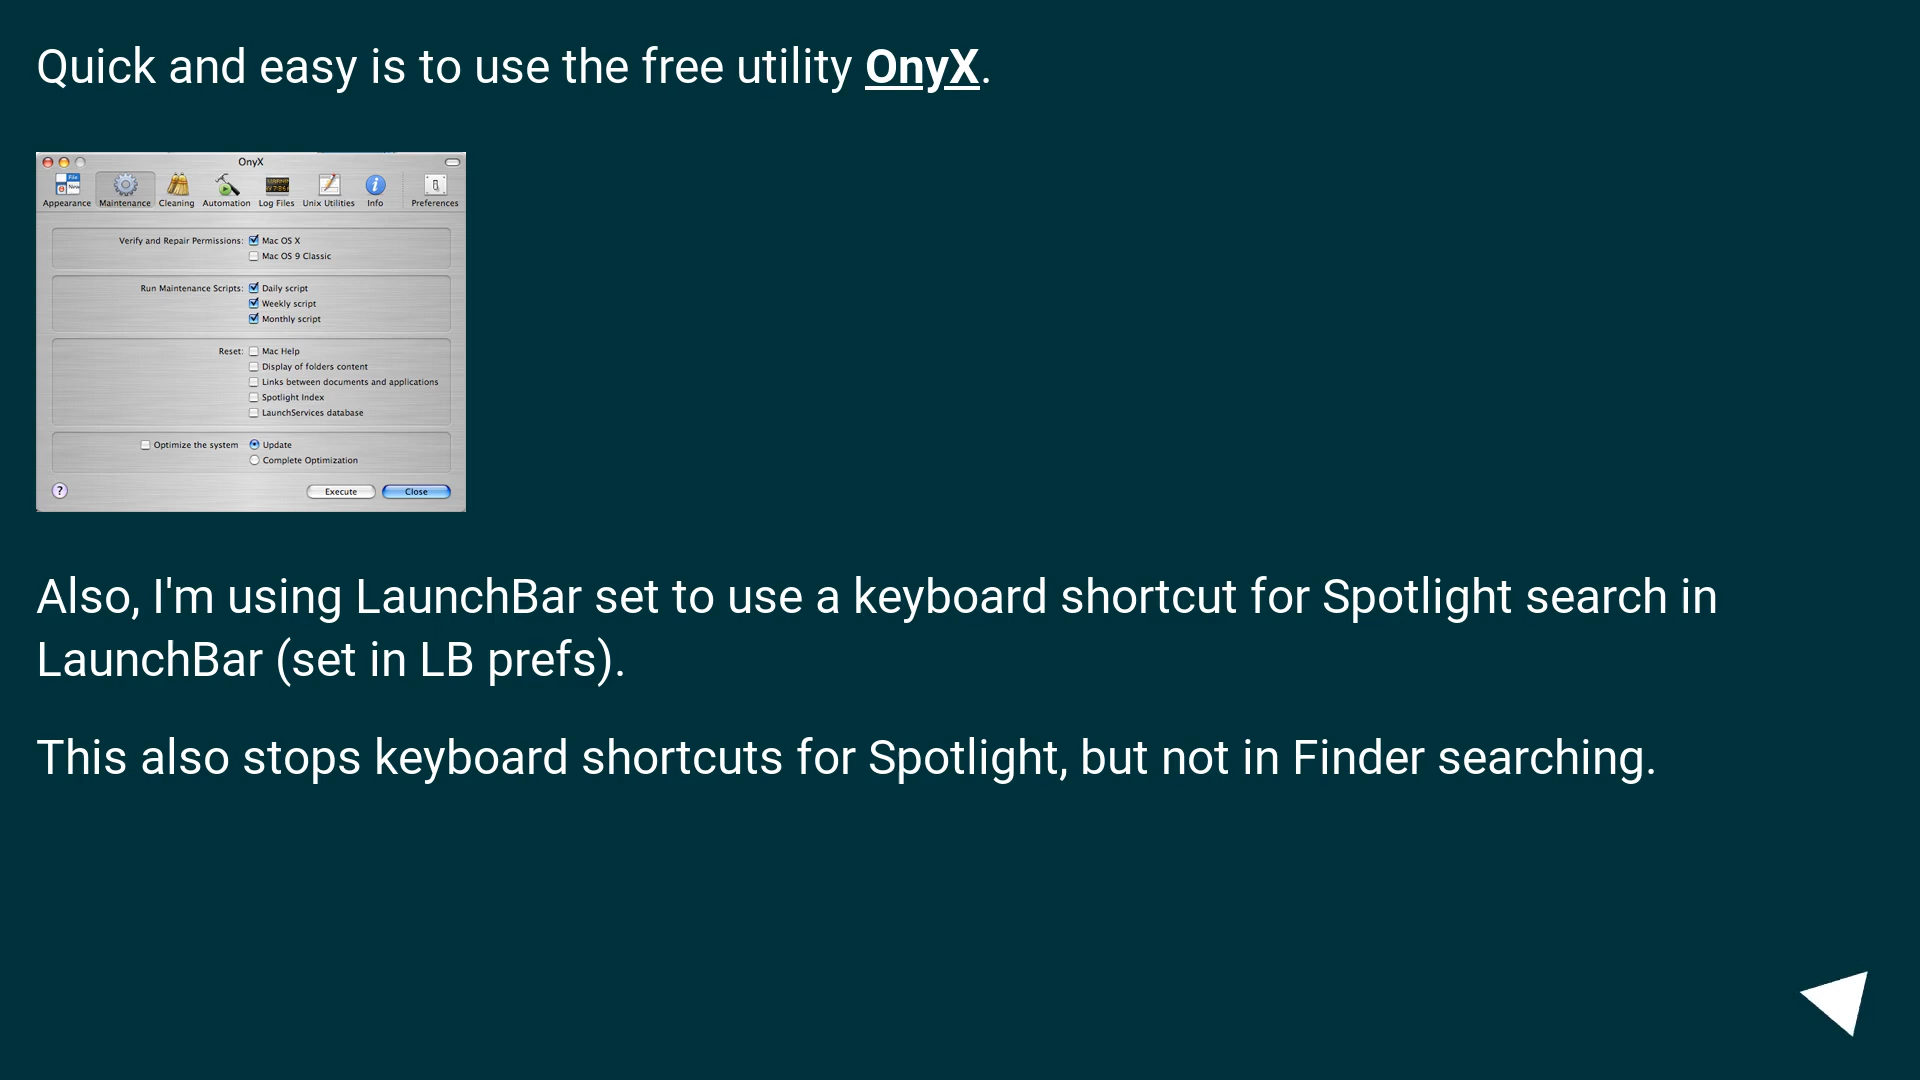 Quick and easy is to use the free utility OnyX.
OnyX
Appearance Maintenance Cleaning Automation Log Files Unix Utilities Info Preferences
Verify and Repair Permissions: Mac OS X
Mac OS 9 Classic
Run Maintenance Scripts: Daily script
Weekly script
Monthly script
Reset: Mac Help
Display of folders content
Links between documents and applications
Spotlight Index
LaunchServices database
Optimize the system Update
Complete Optimization
? Execute Close
Also, I'm using LaunchBar set to use a keyboard shortcut for Spotlight search in
LaunchBar (set in LB prefs).
This also stops keyboard shortcuts for Spotlight, but not in Finder searching.